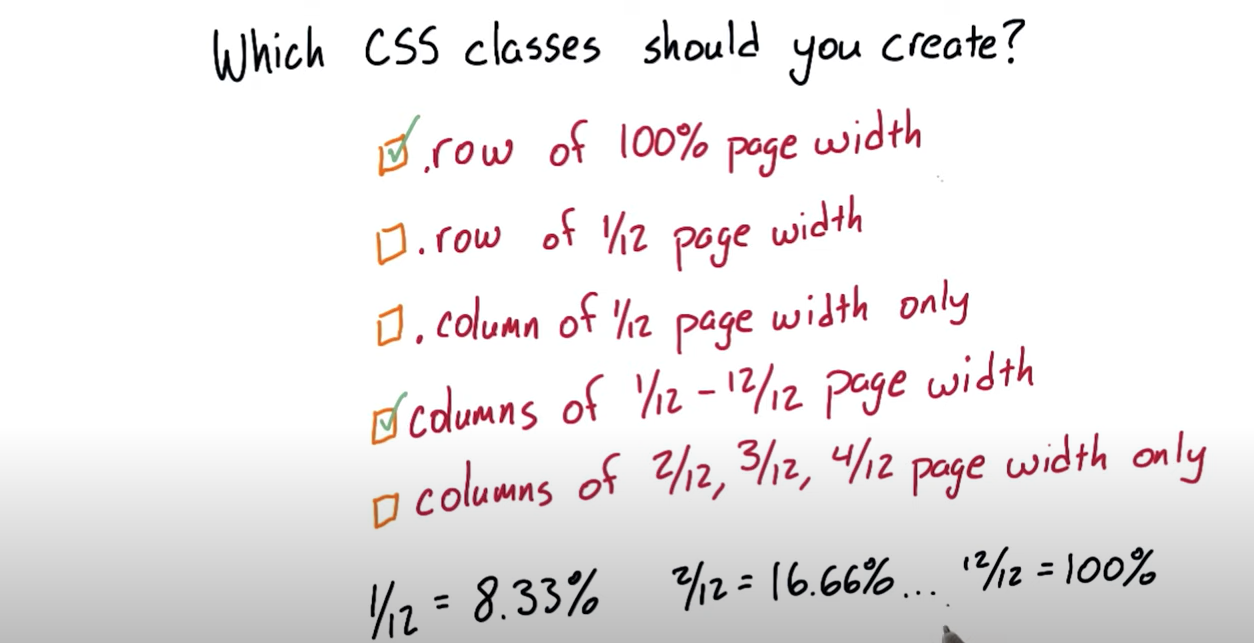 Which CSS classes should you create?
.row of 100% page width
.row of 1/12 page width
.column of 1/12 page width only
columns of 1/12 - 12/12 page width
columns of 2/12, 3/12, 4/12 page width only
1/12 = 8.33% 2/12 = 16.66%... 12/12 = 100%